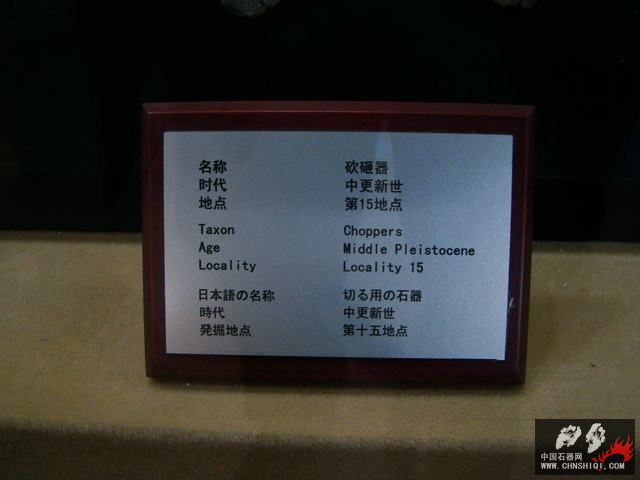 名称 砍砸器
时代 中更新世
地点 第15地点
Taxon Choppers
Age Middle Pleistocene
Locality Locality 15
日本語の名称 切る用の石器
時代 中更新世
発掘地点 第十五地点
中国石器网
WWW.CHNSHIQI.COM